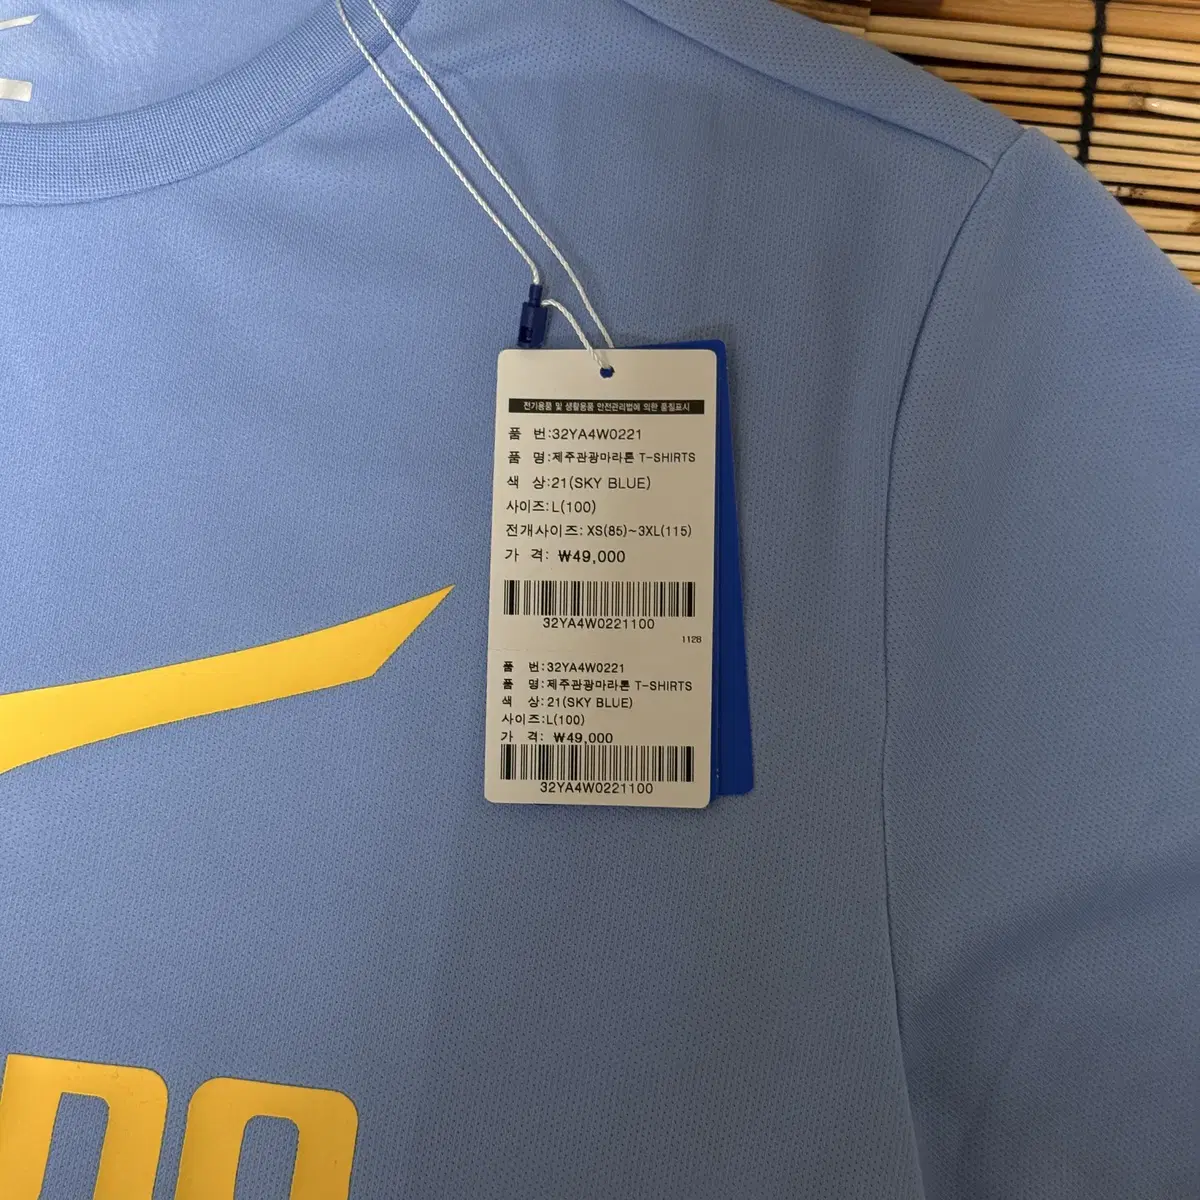 전기용품 및 생활용품 안전관리법에 의한 품질표시
품 번:32YA4W0221
품 명:제주관광마라톤 T-SHIRTS
색 상:21(SKY BLUE)
사이즈:L(100)
전개사이즈: XS(85)~3XL(115)
가 격: ₩49,000
32YA4W0221100
1128
품 번:32YA4W0221
품 명:제주관광마라톤 T-SHIRTS
색 상:21(SKY BLUE)
사이즈:L(100)
가 격: ₩49,000
32YA4W0221100